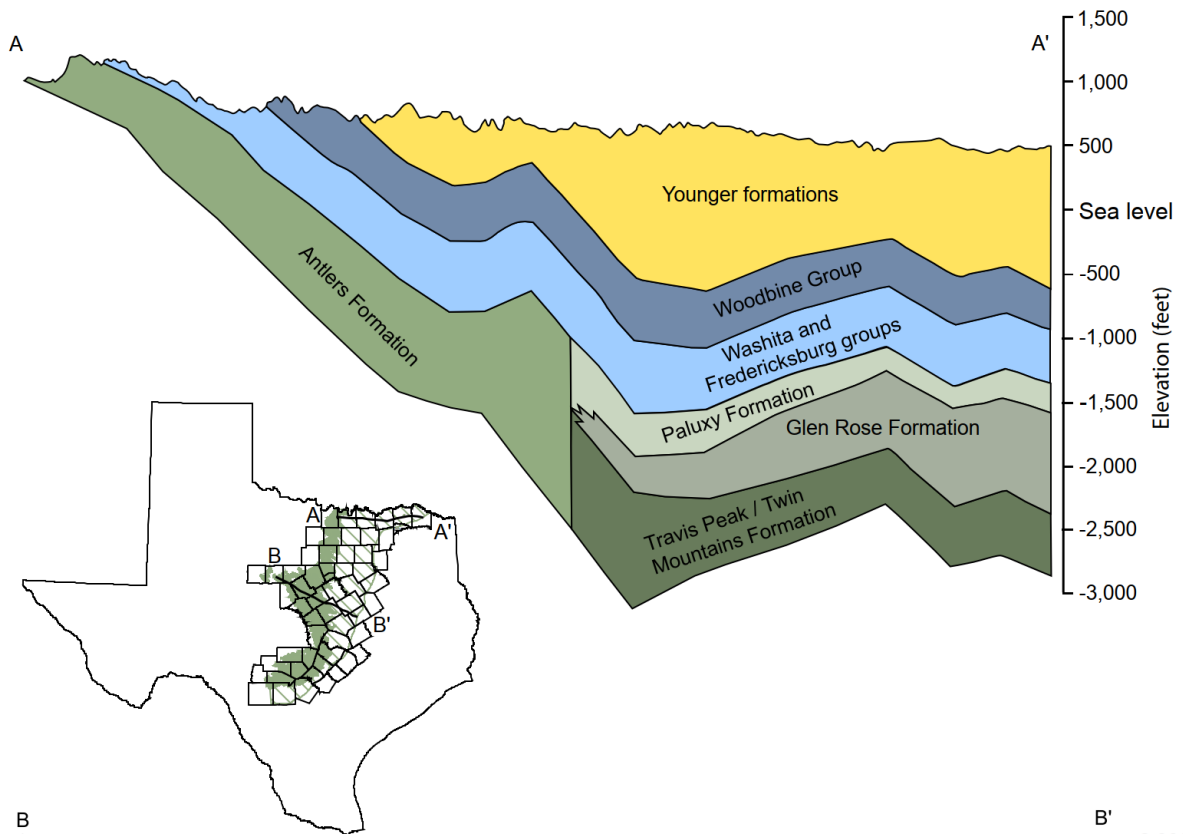 A
A'
1,500
1,000
500
Sea level
-500
-1,000
-1,500
-2,000
-2,500
-3,000
Elevation (feet)
Younger formations
Woodbine Group
Washita and
Fredericksburg groups
Antlers Formation
Paluxy Formation
Glen Rose Formation
Travis Peak / Twin
Mountains Formation
A
A'
B
B'
B
B'